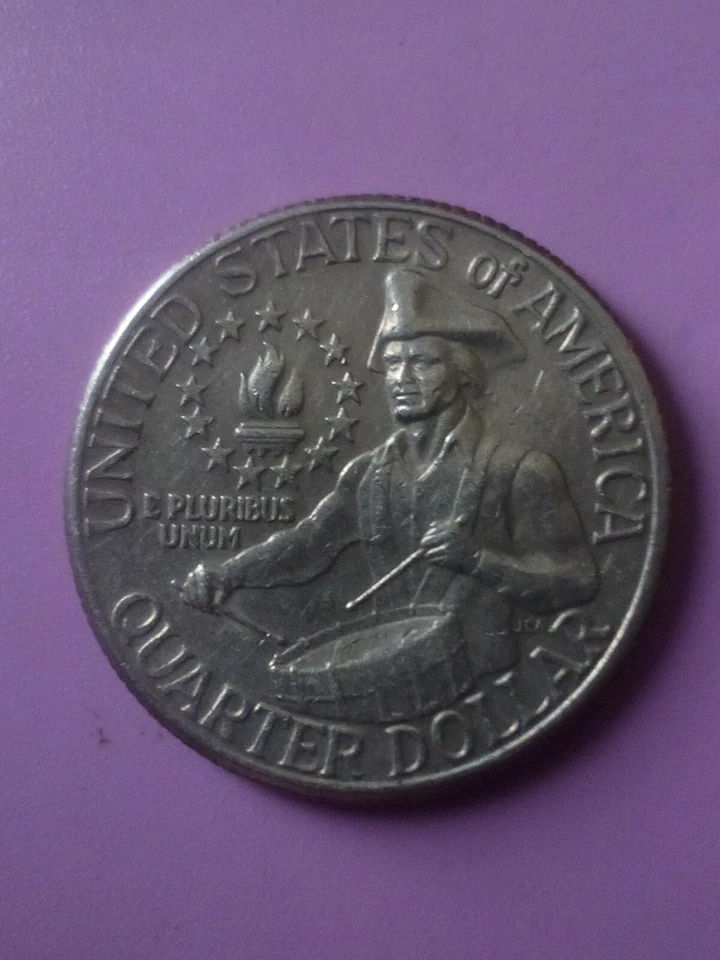 UNITED STATES OF AMERICA
E PLURIBUS
UNUM
QUARTER DOLLAR